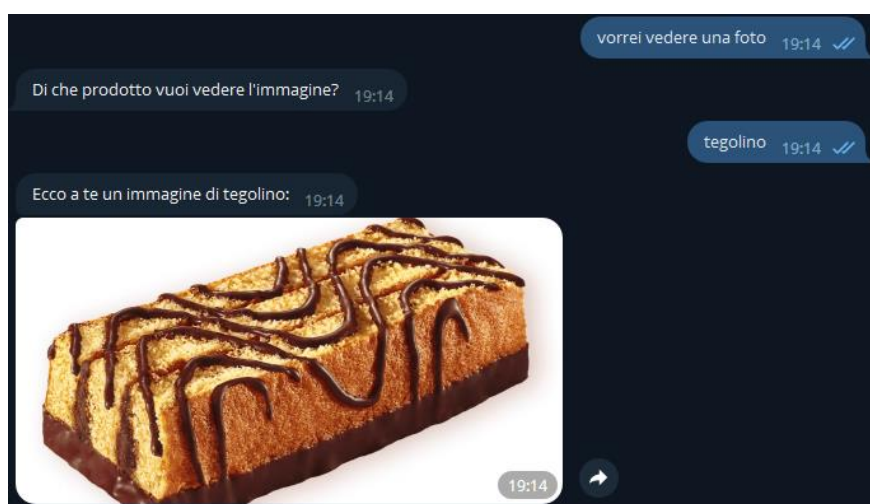 vorrei vedere una foto 19:14
Di che prodotto vuoi vedere l'immagine? 19:14
tegolino 19:14
Ecco a te un immagine di tegolino: 19:14
19:14